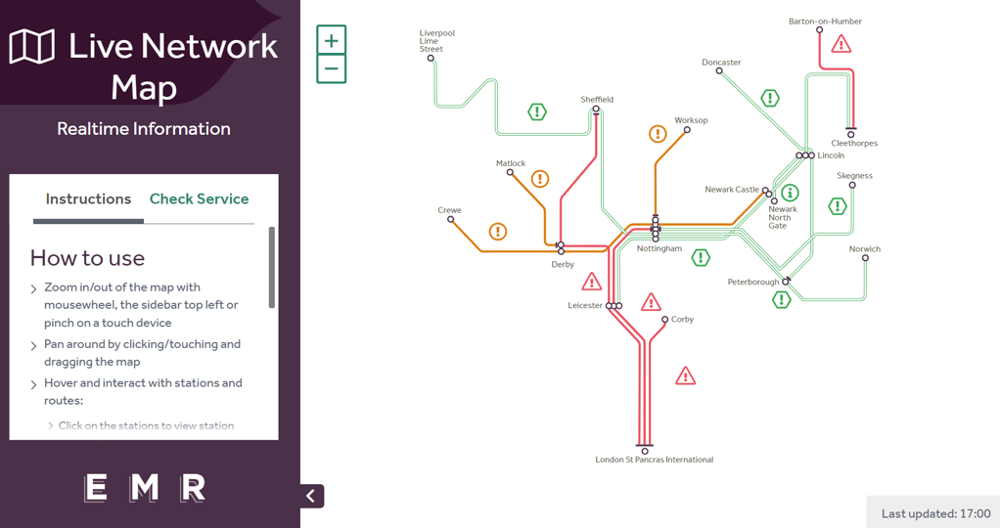 Live Network
Map
Realtime Information
Instructions
Check Service
How to use
Zoom in/out of the map with
mousewheel, the sidebar top left or
pinch on a touch device
Pan around by clicking/touching and
dragging the map
Hover and interact with stations and
routes:
Click on the stations to view station
EMR
Liverpool
Lime
Street
Barton-on-Humber
Doncaster
Sheffield
Worksop
Cleethorpes
Lincoln
Matlock
Skegness
Newark Castle
Crewe
Newark
North
Gate
Nottingham
Norwich
Derby
Peterborough
Leicester
Corby
London St Pancras International
Last updated: 17:00